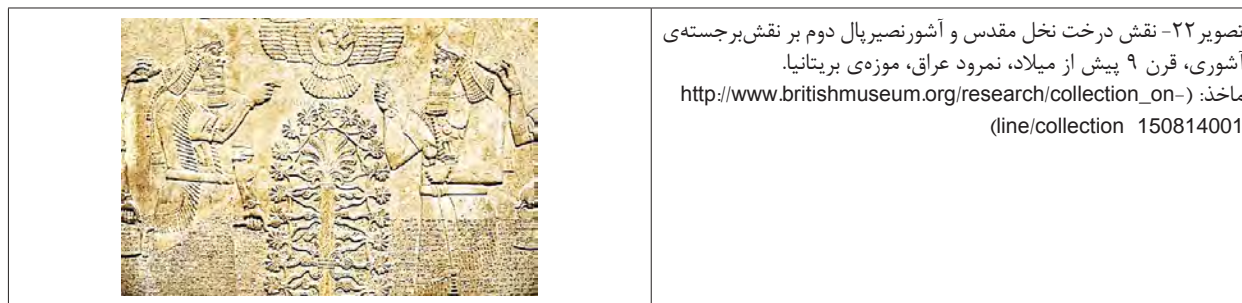 تصویر۲۲- نقش درخت نخل مقدس و آشورنصیرپال دوم بر نقش‌برجسته‌ی
آشوری، قرن ۹ پیش از میلاد، نمرود عراق، موزه‌ی بریتانیا.
ماخذ: (http://www.britishmuseum.org/research/collection_on-
line/collection 150814001)